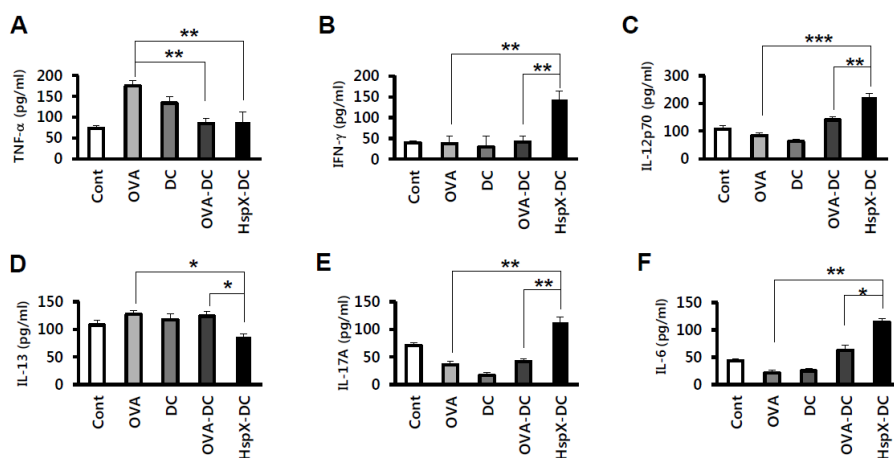 A
TNF-α (pg/ml)
200
150
100
50
0
**
**
Cont
OVA
DC
OVA-DC
HspX-DC
B
IFN-γ (pg/ml)
200
150
100
50
0
**
**
Cont
OVA
DC
OVA-DC
HspX-DC
C
IL-12p70 (pg/ml)
300
200
100
0
***
**
Cont
OVA
DC
OVA-DC
HspX-DC
D
IL-13 (pg/ml)
150
100
50
0
*
*
Cont
OVA
DC
OVA-DC
HspX-DC
E
IL-17A (pg/ml)
150
100
50
0
**
**
Cont
OVA
DC
OVA-DC
HspX-DC
F
IL-6 (pg/ml)
150
100
50
0
**
*
Cont
OVA
DC
OVA-DC
HspX-DC